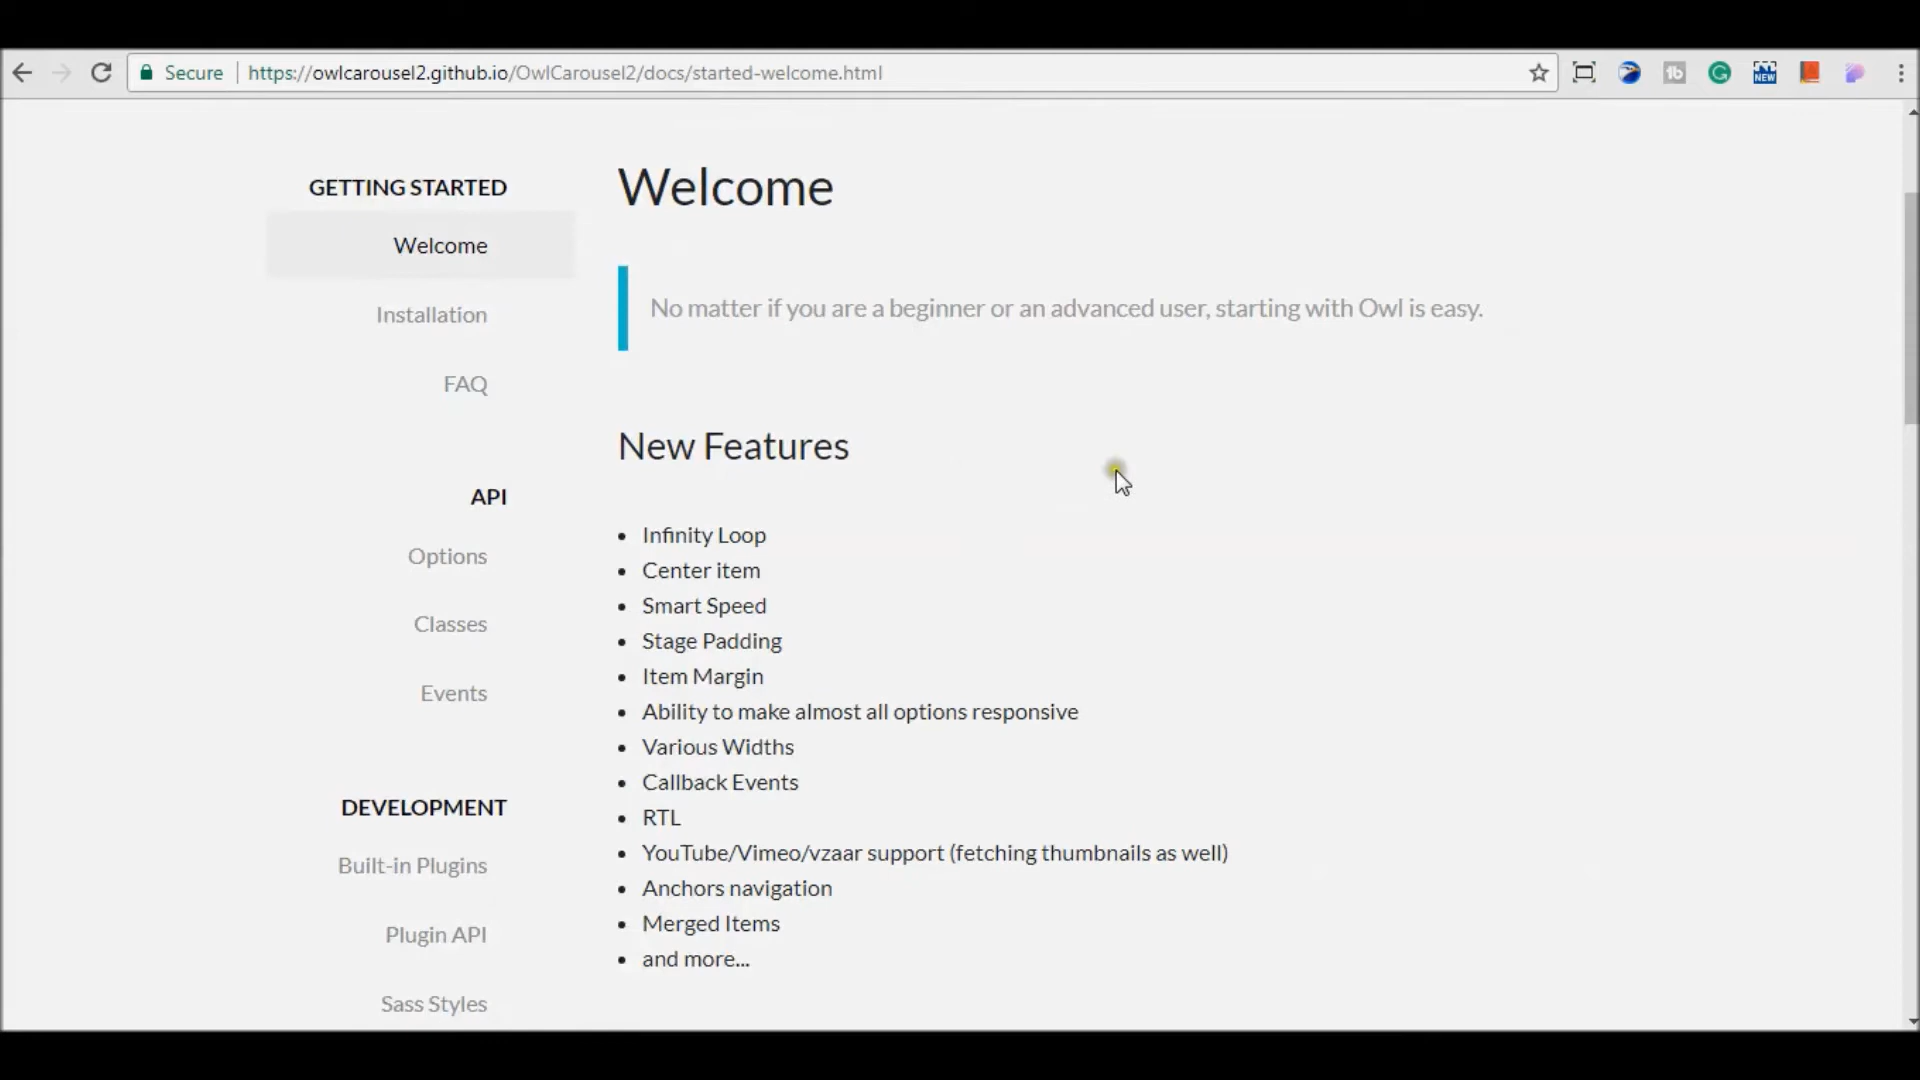 Secure
https://owlcarousel2.github.io/OwlCarousel2/docs/started-welcome.html
tb
G
NEW
GETTING STARTED
Welcome
Installation
FAQ
API
Options
Classes
Events
DEVELOPMENT
Built-in Plugins
Plugin API
Sass Styles
Welcome
No matter if you are a beginner or an advanced user, starting with Owl is easy.
New Features
• Infinity Loop
• Center item
• Smart Speed
• Stage Padding
• Item Margin
• Ability to make almost all options responsive
• Various Widths
• Callback Events
• RTL
• YouTube/Vimeo/vzaar support (fetching thumbnails as well)
• Anchors navigation
• Merged Items
• and more...